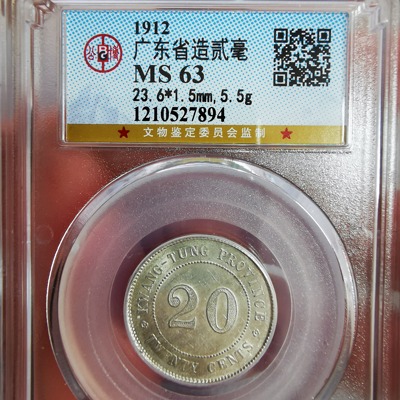 1912
广东省造贰毫
MS 63
23.6*1.5mm,5.5g
1210527894
★ 文物鉴定委员会监制 ★
KWANG-TUNG PROVINCE
20
TWENTY CENTS